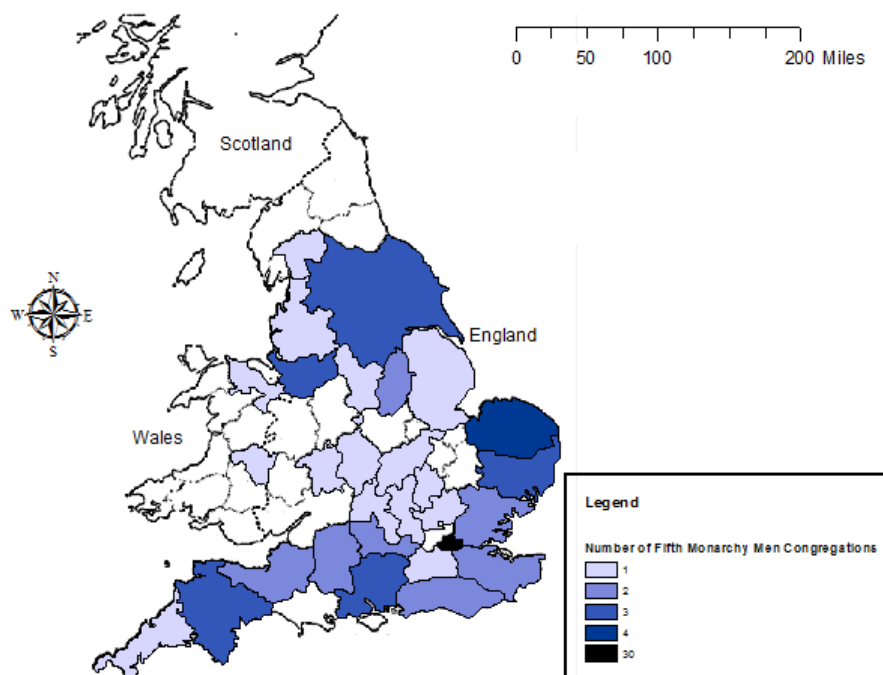 0 50 100 200 Miles
Scotland
N
W E
S
England
Wales
Legend
Number of Fifth Monarchy Men Congregations
1
2
3
4
30